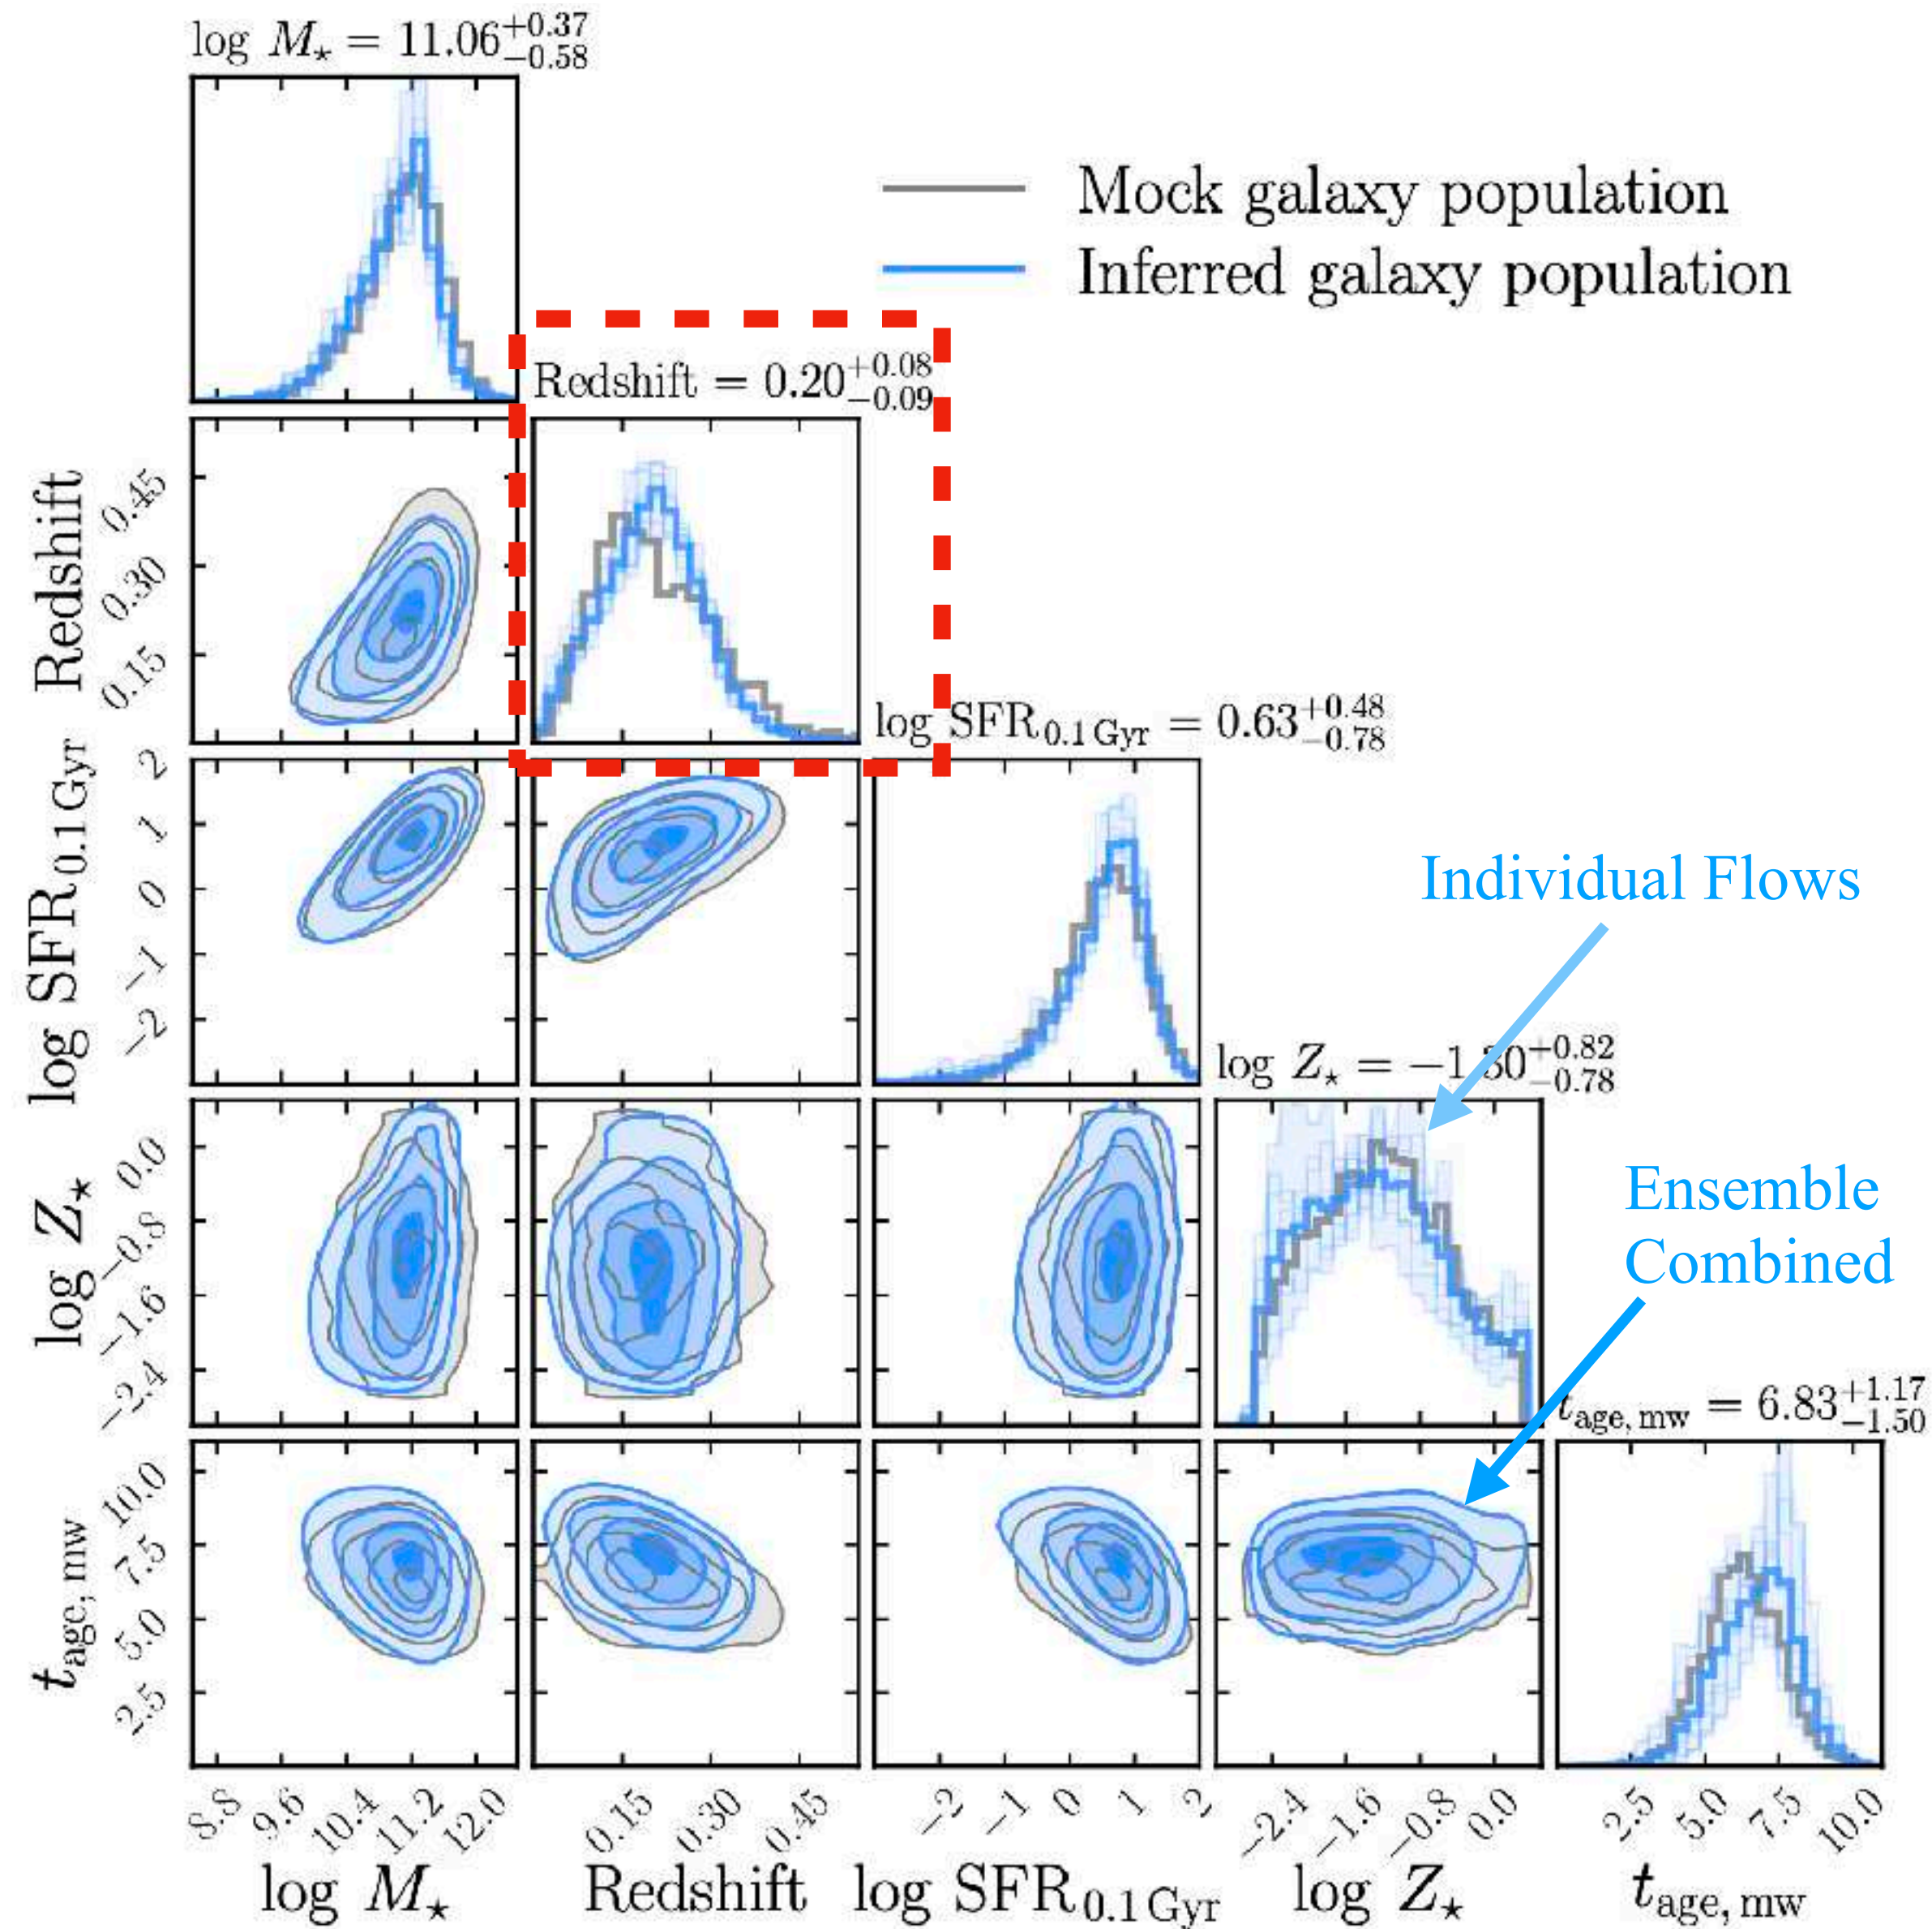 log M⋆ = 11.06 +0.37 −0.58
Mock galaxy population
Inferred galaxy population
Redshift = 0.20 +0.08 −0.09
Redshift
0.45
0.30
0.15
log SFR0.1 Gyr = 0.63 +0.48 −0.78
log SFR0.1 Gyr
2
1
0
−1
−2
Individual Flows
log Z⋆ = −1.30 +0.82 −0.78
log Z⋆
0.0
−0.8
−1.6
−2.4
Ensemble
Combined
tage, mw = 6.83 +1.17 −1.50
tage, mw
10.0
7.5
5.0
2.5
8.8 9.6 10.4 11.2 12.0 0.15 0.30 0.45 −2 −1 0 1 2 −2.4 −1.6 −0.8 0.0 2.5 5.0 7.5 10.0
log M⋆ Redshift log SFR0.1 Gyr log Z⋆ tage, mw